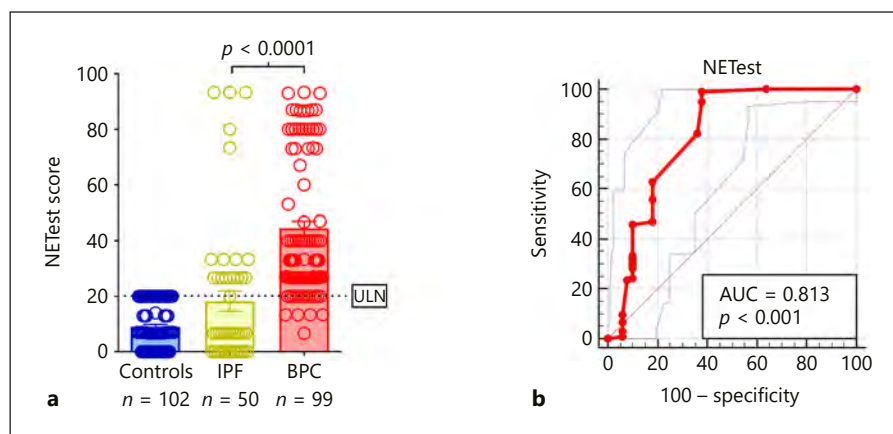 p < 0.0001
100
80
60
40
20
0
NETest score
ULN
Controls IPF BPC
n = 102 n = 50 n = 99
a
NETest
100
80
60
40
20
0
Sensitivity
AUC = 0.813
p < 0.001
0 20 40 60 80 100
100 – specificity
b